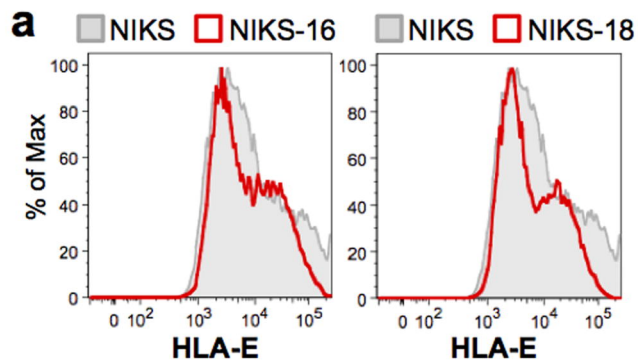 a NIKS NIKS-16 NIKS NIKS-18
100 100
80 80
60 60
40 40
20 20
0 0
% of Max
0 10² 10³ 10⁴ 10⁵ 0 10² 10³ 10⁴ 10⁵
HLA-E HLA-E